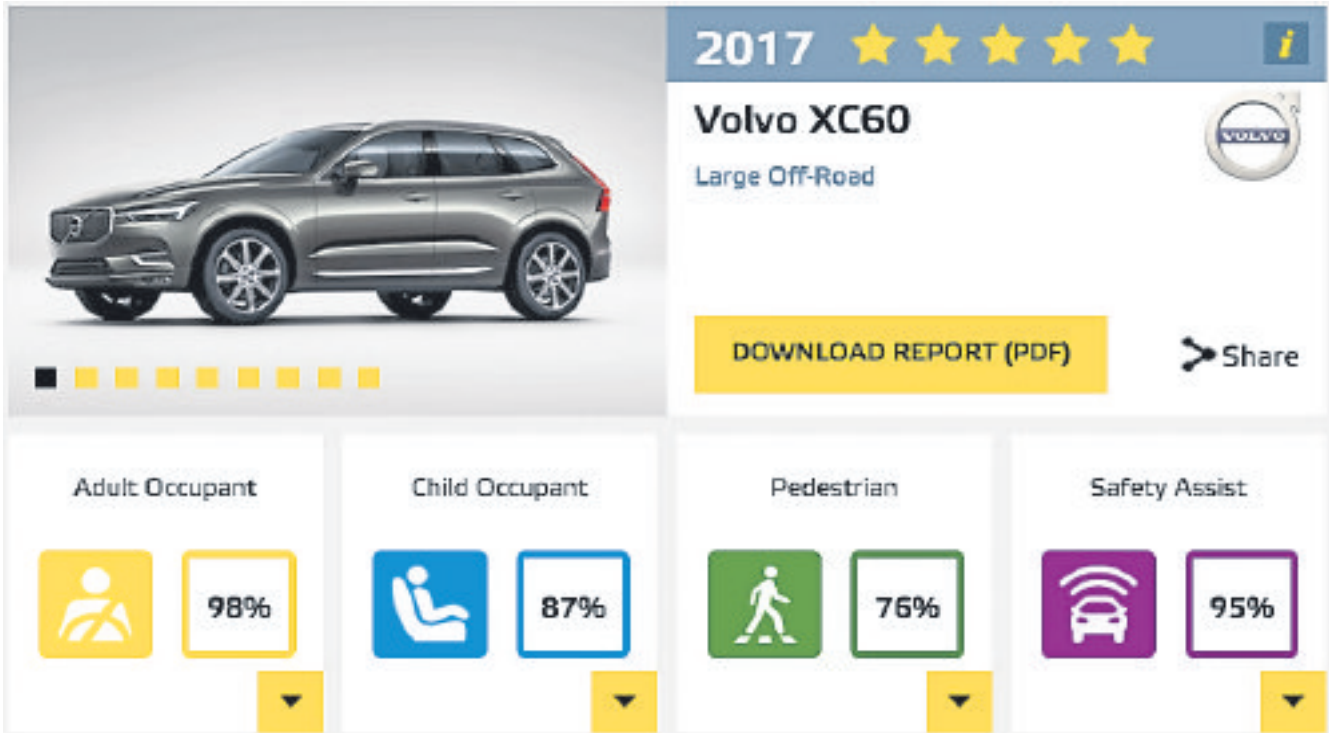 2017
i
Volvo XC60
VOLVO
Large Off-Road
DOWNLOAD REPORT (PDF)
Share
Adult Occupant
Child Occupant
Pedestrian
Safety Assist
98%
87%
76%
95%